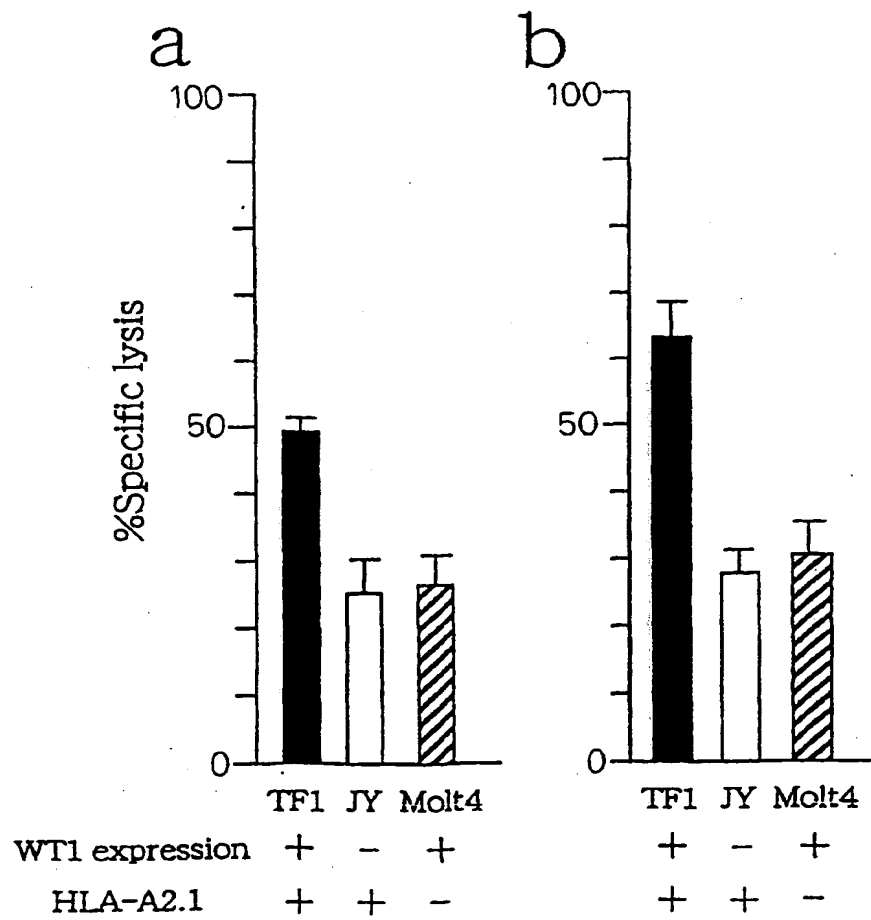 a
b
%Specific lysis
100
50
0
100
50
0
TF1 JY Molt4
TF1 JY Molt4
WT1 expression + - + + - +
HLA-A2.1 + + - + + -